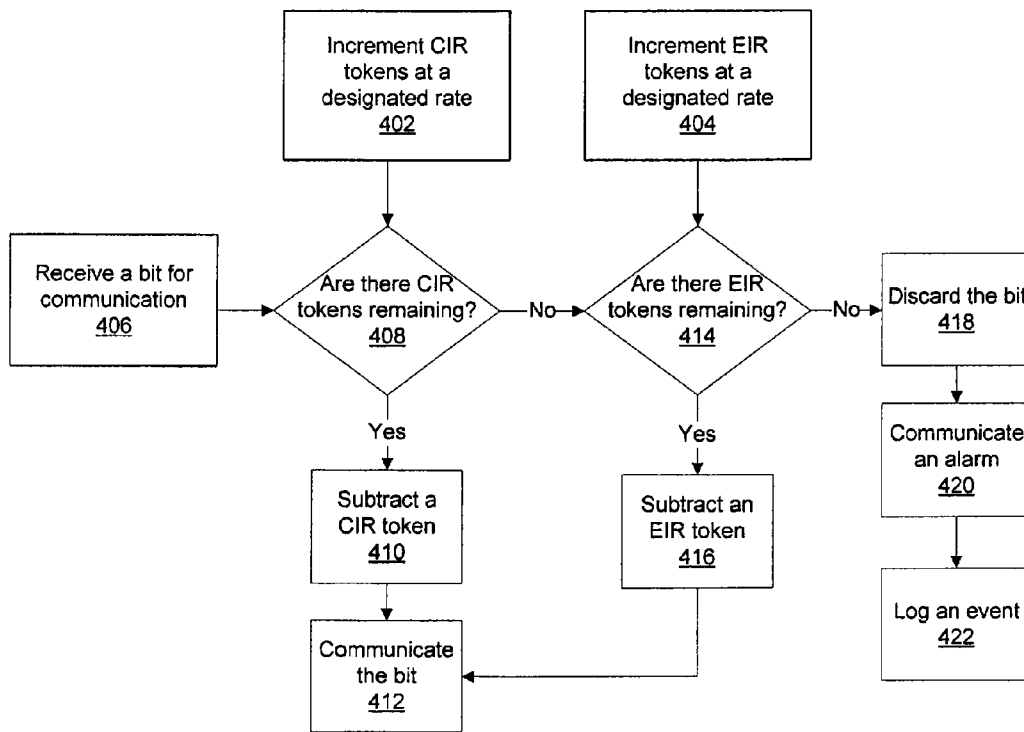 Increment CIR
tokens at a
designated rate
402
Increment EIR
tokens at a
designated rate
404
Receive a bit for
communication
406
Are there CIR
tokens remaining?
408
No
Are there EIR
tokens remaining?
414
No
Discard the bit
418
Yes
Yes
Communicate
an alarm
420
Subtract a
CIR token
410
Subtract an
EIR token
416
Log an event
422
Communicate
the bit
412